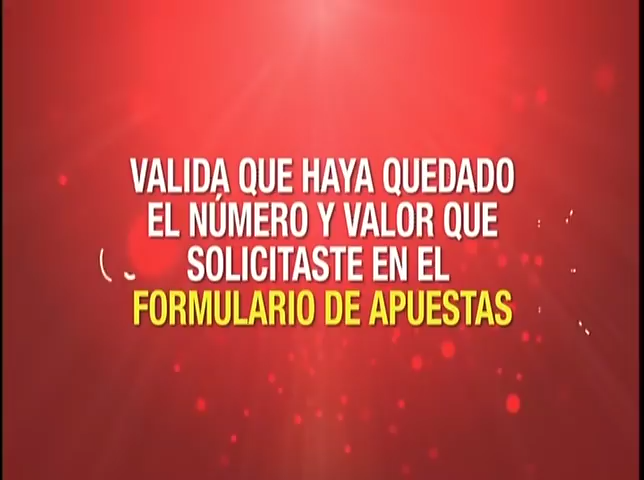 VALIDA QUE HAYA QUEDADO
EL NÚMERO Y VALOR QUE
SOLICITASTE EN EL
FORMULARIO DE APUESTAS